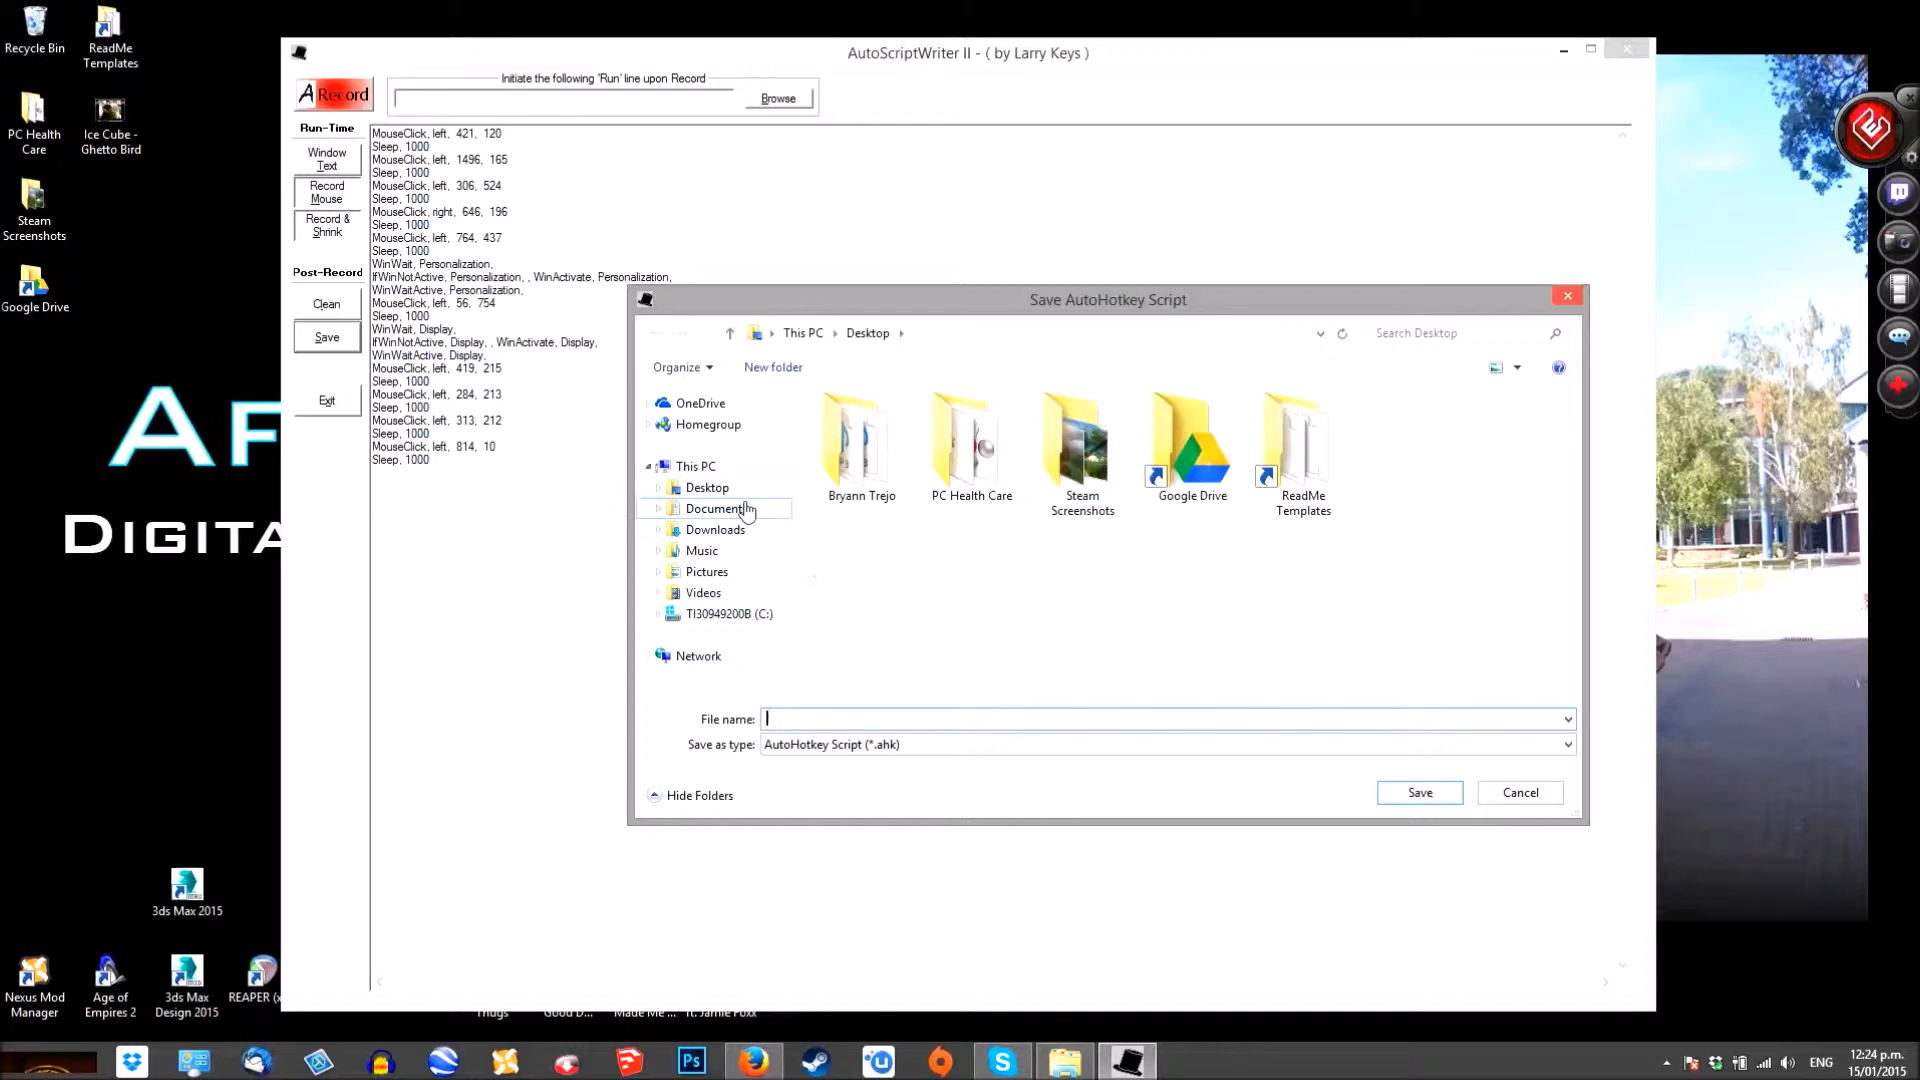 Recycle Bin
ReadMe
Templates
PC Health
Care
Ice Cube -
Ghetto Bird
Steam
Screenshots
Google Drive
AF
DIGITA
3ds Max 2015
Nexus Mod
Manager
Age of
Empires 2
3ds Max
Design 2015
REAPER (x
AutoScriptWriter II - ( by Larry Keys )
A Record
Initiate the following 'Run' line upon Record
Browse
Run-Time
Window
Text
Record
Mouse
Record &
Shrink
Post-Record
Clean
Save
Exit
MouseClick, left, 421, 120
Sleep, 1000
MouseClick, left, 1496, 165
Sleep, 1000
MouseClick, left, 306, 524
Sleep, 1000
MouseClick, right, 646, 196
Sleep, 1000
MouseClick, left, 764, 437
Sleep, 1000
WinWait, Personalization,
IfWinNotActive, Personalization, , WinActivate, Personalization,
WinWaitActive, Personalization,
MouseClick, left, 56, 754
Sleep, 1000
WinWait, Display,
IfWinNotActive, Display, , WinActivate, Display,
WinWaitActive, Display,
MouseClick, left, 419, 215
Sleep, 1000
MouseClick, left, 284, 213
Sleep, 1000
MouseClick, left, 313, 212
Sleep, 1000
MouseClick, left, 814, 10
Sleep, 1000
Save AutoHotkey Script
This PC
Desktop
Search Desktop
Organize
New folder
OneDrive
Homegroup
This PC
Desktop
Document
Downloads
Music
Pictures
Videos
TI30949200B (C:)
Network
Bryann Trejo
PC Health Care
Steam
Screenshots
Google Drive
ReadMe
Templates
File name:
Save as type: AutoHotkey Script (*.ahk)
Hide Folders
Save
Cancel
Thugs
Good D...
Made Me ...
ft. Jamie Foxx
Ps
ENG
12:24 p.m.
15/01/2015